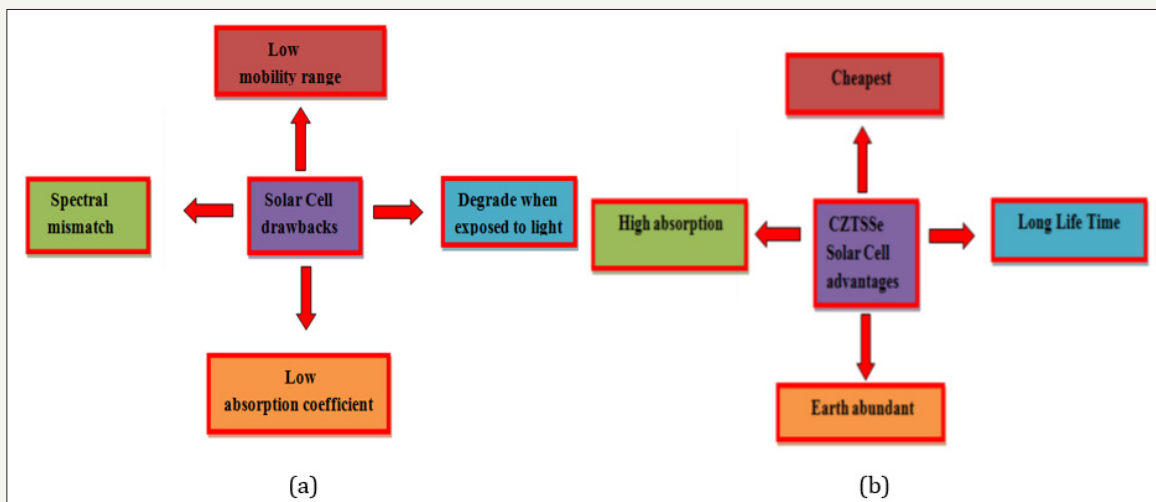 Low
mobility range
Spectral
mismatch
Solar Cell
drawbacks
Degrade when
exposed to light
Low
absorption coefficient
(a)
Cheapest
High absorption
CZTSSe
Solar Cell
advantages
Long Life Time
Earth abundant
(b)